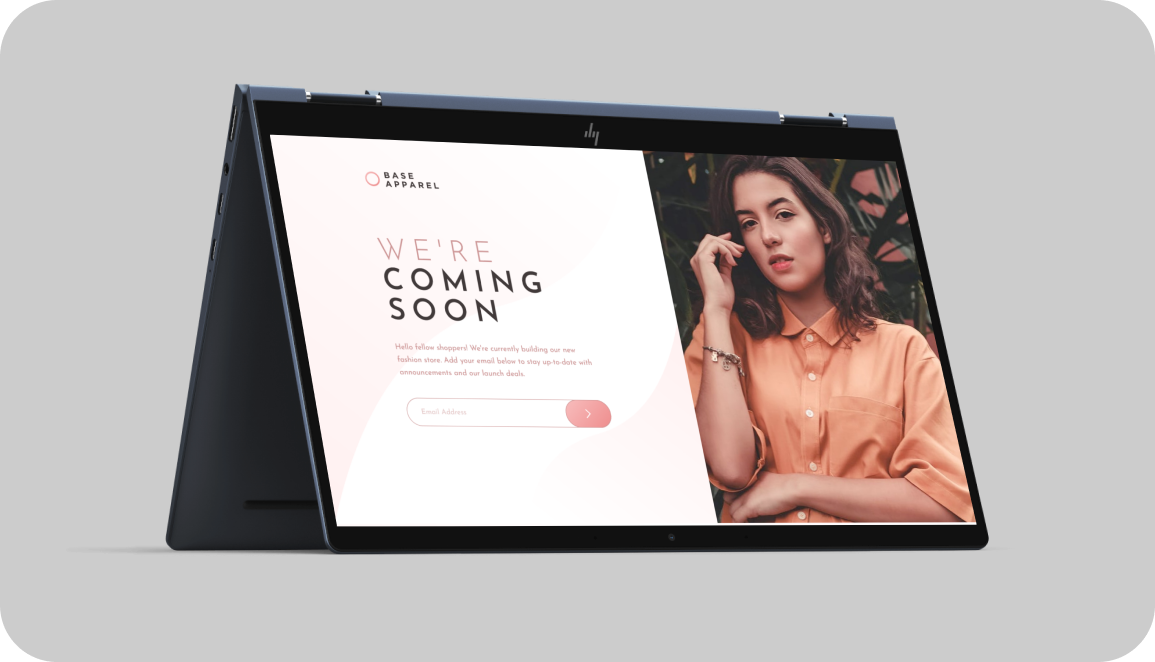 BASE
APPAREL
WE'RE
COMING
SOON
Hello fellow shoppers! We're currently building our new
fashion store. Add your email below to stay up-to-date with
announcements and our launch deals.
Email Address